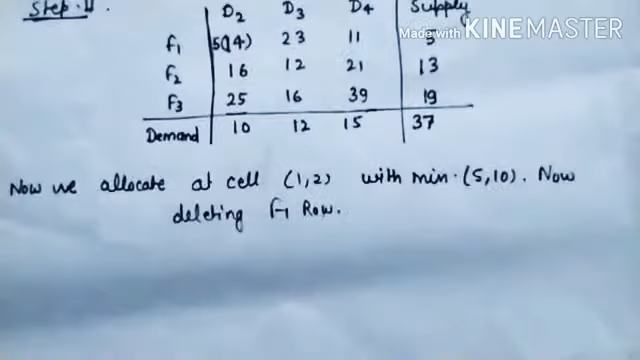 Step-II.
D2 D3 D4 Supply
Made with KINEMASTER
F1 5(14) 23 11 5
F2 16 12 21 13
F3 25 16 39 19
Demand 10 12 15 37
Now we allocate at cell (1,2) with min.(5,10). Now
deleting F1 Row.